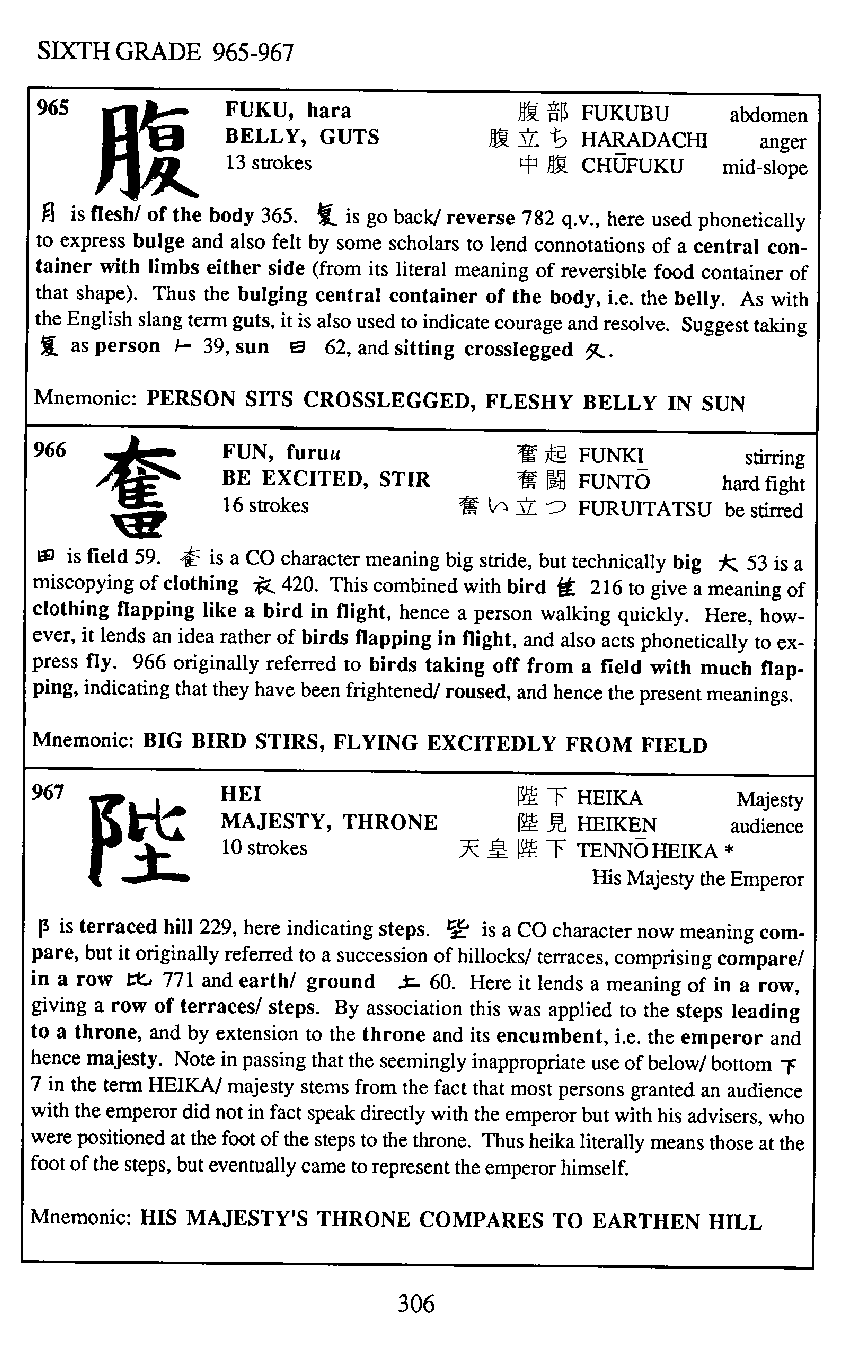 SIXTH GRADE 965-967
965 腹 FUKU, hara 腹部 FUKUBU abdomen
BELLY, GUTS 腹立ち HARADACHI anger
13 strokes 中腹 CHŪFUKU mid-slope
月 is flesh/ of the body 365. 复 is go back/ reverse 782 q.v., here used phonetically
to express bulge and also felt by some scholars to lend connotations of a central con-
tainer with limbs either side (from its literal meaning of reversible food container of
that shape). Thus the bulging central container of the body, i.e. the belly. As with
the English slang term guts, it is also used to indicate courage and resolve. Suggest taking
复 as person 𠂉 39, sun 日 62, and sitting crosslegged 夂.
Mnemonic: PERSON SITS CROSSLEGGED, FLESHY BELLY IN SUN
966 奮 FUN, furuu 奮起 FUNKI stirring
BE EXCITED, STIR 奮闘 FUNTŌ hard fight
16 strokes 奮い立つ FURUITATSU be stirred
田 is field 59. 奞 is a CO character meaning big stride, but technically big 大 53 is a
miscopying of clothing 衣 420. This combined with bird 隹 216 to give a meaning of
clothing flapping like a bird in flight, hence a person walking quickly. Here, how-
ever, it lends an idea rather of birds flapping in flight, and also acts phonetically to ex-
press fly. 966 originally referred to birds taking off from a field with much flap-
ping, indicating that they have been frightened/ roused, and hence the present meanings.
Mnemonic: BIG BIRD STIRS, FLYING EXCITEDLY FROM FIELD
967 陛 HEI 陛下 HEIKA Majesty
MAJESTY, THRONE 陛見 HEIKEN audience
10 strokes 天皇陛下 TENNŌ HEIKA *
His Majesty the Emperor
阝 is terraced hill 229, here indicating steps. 坒 is a CO character now meaning com-
pare, but it originally referred to a succession of hillocks/ terraces, comprising compare/
in a row 比 771 and earth/ ground 土 60. Here it lends a meaning of in a row,
giving a row of terraces/ steps. By association this was applied to the steps leading
to a throne, and by extension to the throne and its encumbent, i.e. the emperor and
hence majesty. Note in passing that the seemingly inappropriate use of below/ bottom 下
7 in the term HEIKA/ majesty stems from the fact that most persons granted an audience
with the emperor did not in fact speak directly with the emperor but with his advisers, who
were positioned at the foot of the steps to the throne. Thus heika literally means those at the
foot of the steps, but eventually came to represent the emperor himself.
Mnemonic: HIS MAJESTY'S THRONE COMPARES TO EARTHEN HILL
306